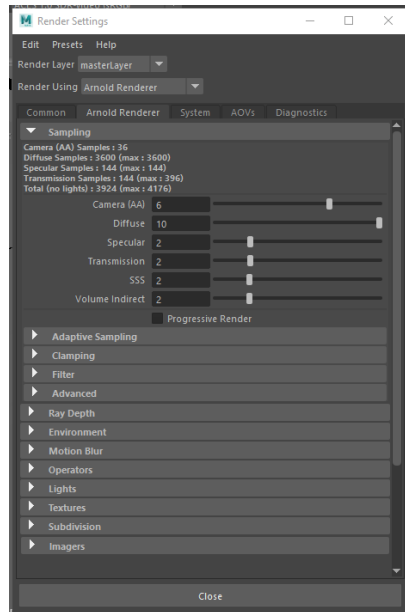 Render Settings
Edit Presets Help
Render Layer masterLayer
Render Using Arnold Renderer
Common Arnold Renderer System AOVs Diagnostics
Sampling
Camera (AA) Samples : 36
Diffuse Samples : 3600 (max : 3600)
Specular Samples : 144 (max : 144)
Transmission Samples : 144 (max : 396)
Total (no lights) : 3924 (max : 4176)
Camera (AA) 6
Diffuse 10
Specular 2
Transmission 2
SSS 2
Volume Indirect 2
Progressive Render
Adaptive Sampling
Clamping
Filter
Advanced
Ray Depth
Environment
Motion Blur
Operators
Lights
Textures
Subdivision
Imagers
Close